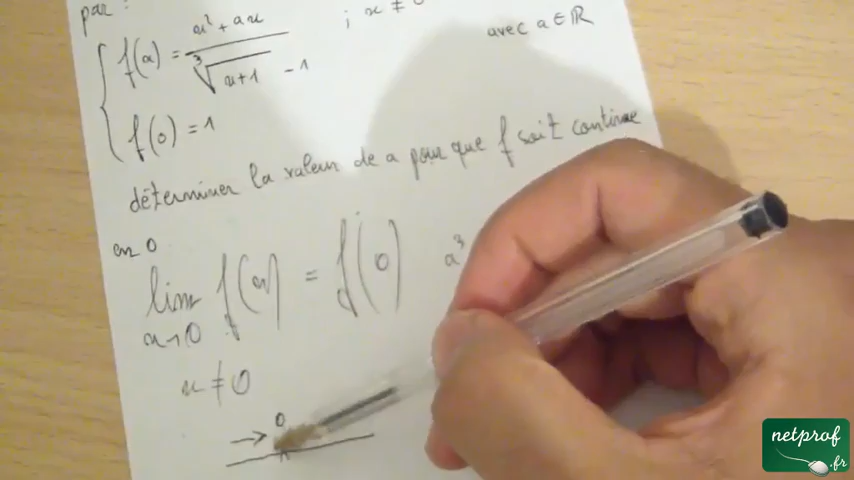 par :
f(x) = x² + ax / ∛x+1 - 1 ; x ≠ 0 avec a ∈ ℝ
f(0) = 1
déterminer la valeur de a pour que f soit continue
en 0
lim f(x) = f(0) a³
x→0
x ≠ 0
0
→
netprof
.fr